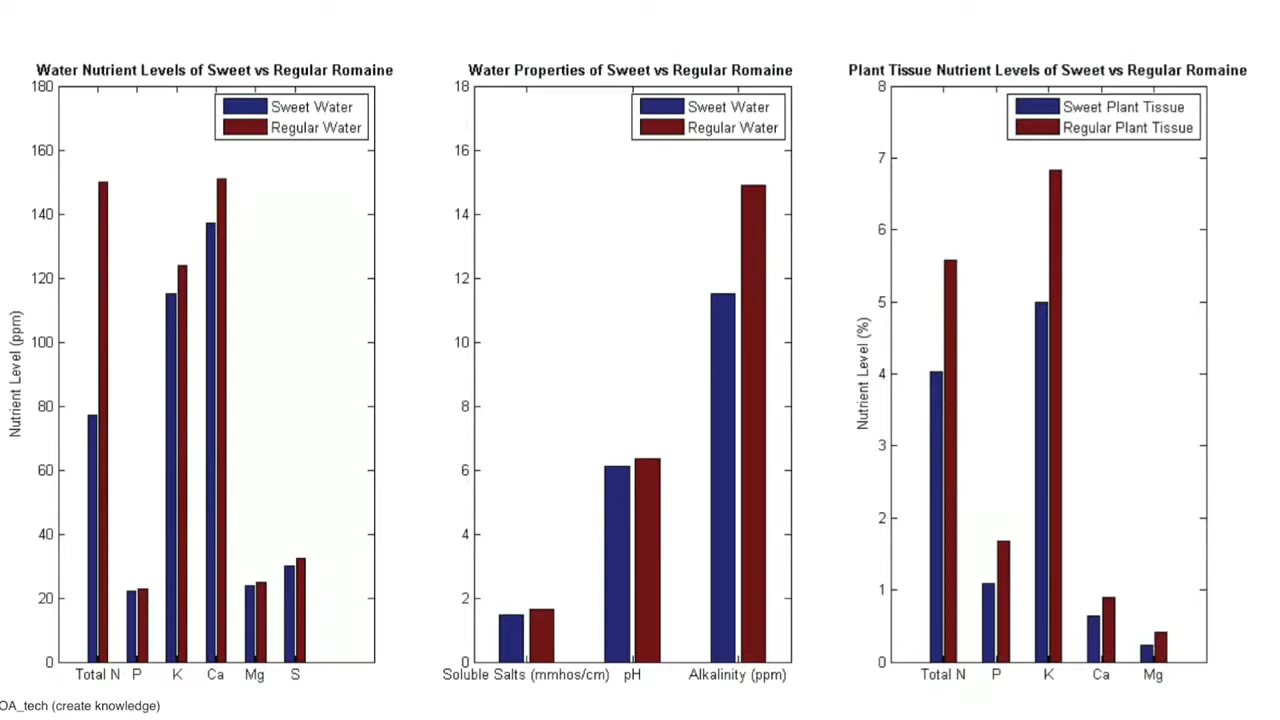 Water Nutrient Levels of Sweet vs Regular Romaine
180
160
140
120
100
80
60
40
20
0
Nutrient Level (ppm)
Sweet Water
Regular Water
Total N P K Ca Mg S
Water Properties of Sweet vs Regular Romaine
18
16
14
12
10
8
6
4
2
0
Sweet Water
Regular Water
Soluble Salts (mmhos/cm) pH Alkalinity (ppm)
Plant Tissue Nutrient Levels of Sweet vs Regular Romaine
8
7
6
5
4
3
2
1
0
Nutrient Level (%)
Sweet Plant Tissue
Regular Plant Tissue
Total N P K Ca Mg
OA_tech (create knowledge)